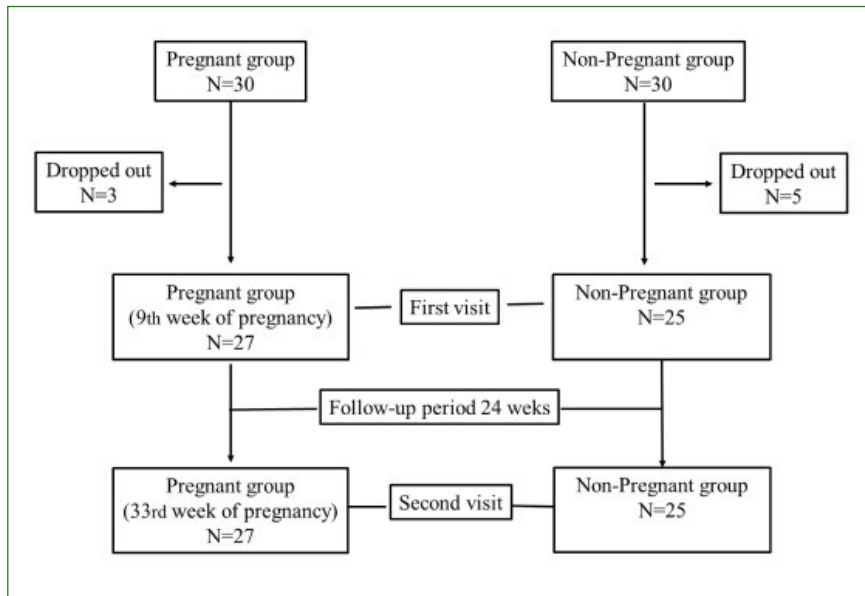 Pregnant group
N=30
Non-Pregnant group
N=30
Dropped out
N=3
Dropped out
N=5
Pregnant group
(9th week of pregnancy)
N=27
First visit
Non-Pregnant group
N=25
Follow-up period 24 weks
Pregnant group
(33rd week of pregnancy)
N=27
Second visit
Non-Pregnant group
N=25